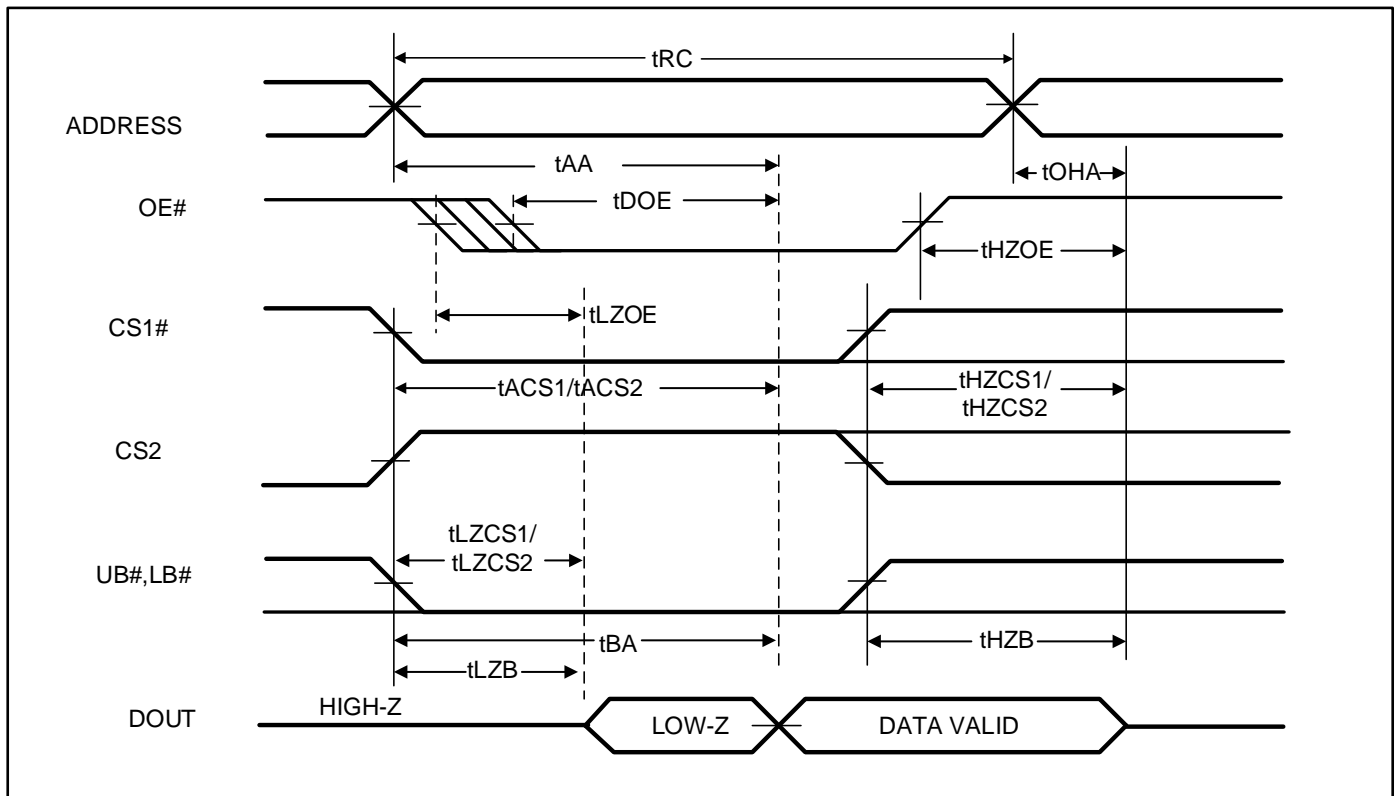 tRC
ADDRESS
tAA
tOHA
OE#
tDOE
tHZOE
CS1#
tLZOE
tACS1/tACS2
tHZCS1/
tHZCS2
CS2
tLZCS1/
tLZCS2
UB#,LB#
tBA
tHZB
tLZB
DOUT
HIGH-Z
LOW-Z
DATA VALID